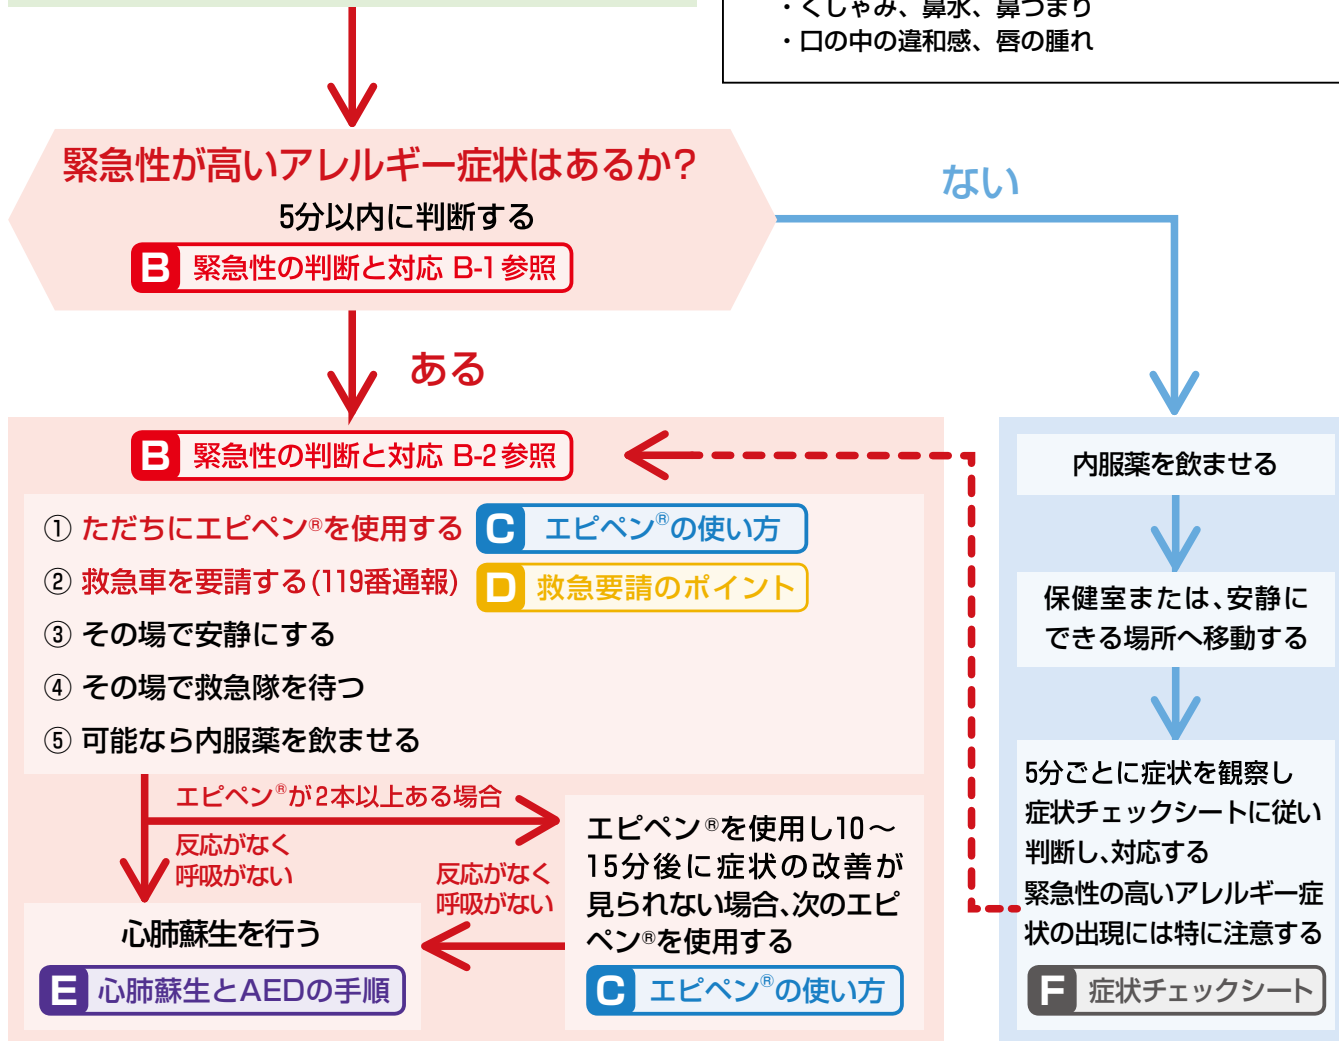 ・くしゃみ、鼻水、鼻づまり
・口の中の違和感、唇の腫れ
緊急性が高いアレルギー症状はあるか？
5分以内に判断する
B 緊急性の判断と対応 B-1参照
ない
ある
B 緊急性の判断と対応 B-2参照
① ただちにエピペン®を使用する
C エピペン®の使い方
② 救急車を要請する(119番通報)
D 救急要請のポイント
③ その場で安静にする
④ その場で救急隊を待つ
⑤ 可能なら内服薬を飲ませる
エピペン®が2本以上ある場合
反応がなく
呼吸がない
エピペン®を使用し10～
15分後に症状の改善が
見られない場合、次のエピ
ペン®を使用する
C エピペン®の使い方
反応がなく
呼吸がない
心肺蘇生を行う
E 心肺蘇生とAEDの手順
内服薬を飲ませる
保健室または、安静に
できる場所へ移動する
5分ごとに症状を観察し
症状チェックシートに従い
判断し、対応する
緊急性の高いアレルギー症
状の出現には特に注意する
F 症状チェックシート